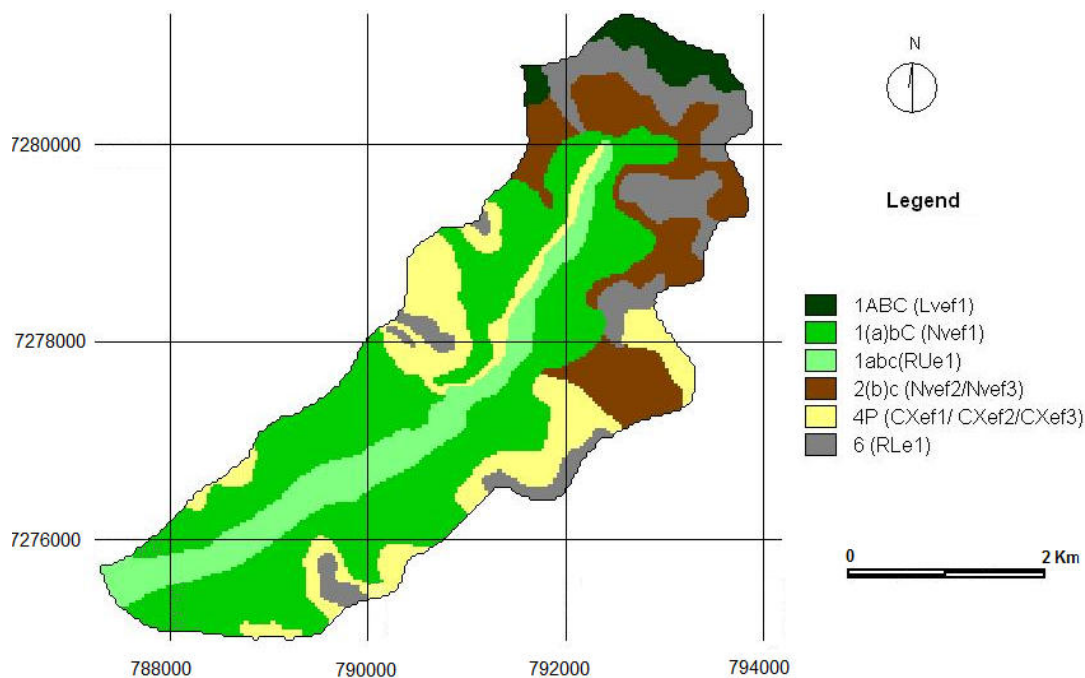 N
7280000
7278000
7276000
788000
790000
792000
794000
Legend
1ABC (Lvef1)
1(a)bC (Nvef1)
1abc(RUe1)
2(b)c (Nvef2/Nvef3)
4P (CXef1/ CXef2/CXef3)
6 (RLe1)
0
2 Km